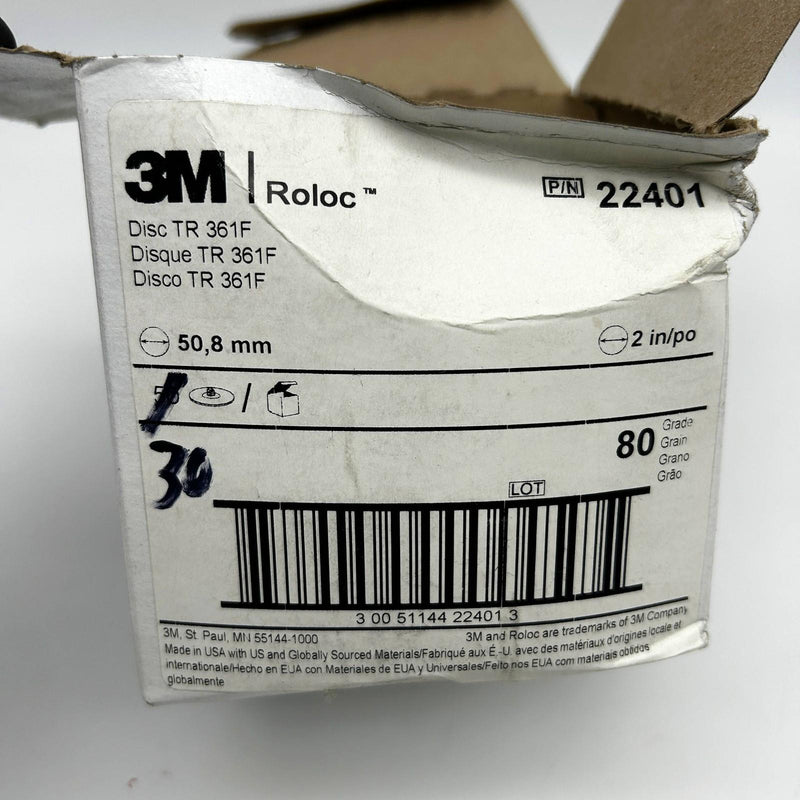 3M | Roloc™
P/N 22401
Disc TR 361F
Disque TR 361F
Disco TR 361F
50,8 mm
2 in/po
/
30
80 Grade
Grain
Grano
Grão
LOT
3 00 51144 22401 3
3M, St. Paul, MN 55144-1000
3M and Roloc are trademarks of 3M Company
Made in USA with US and Globally Sourced Materials/Fabriqué aux É.-U. avec des matériaux d'origines locale et
internationale/Hecho en EUA con Materiales de EUA y Universales/Feito nos EUA com materiais obtidos
globalmente